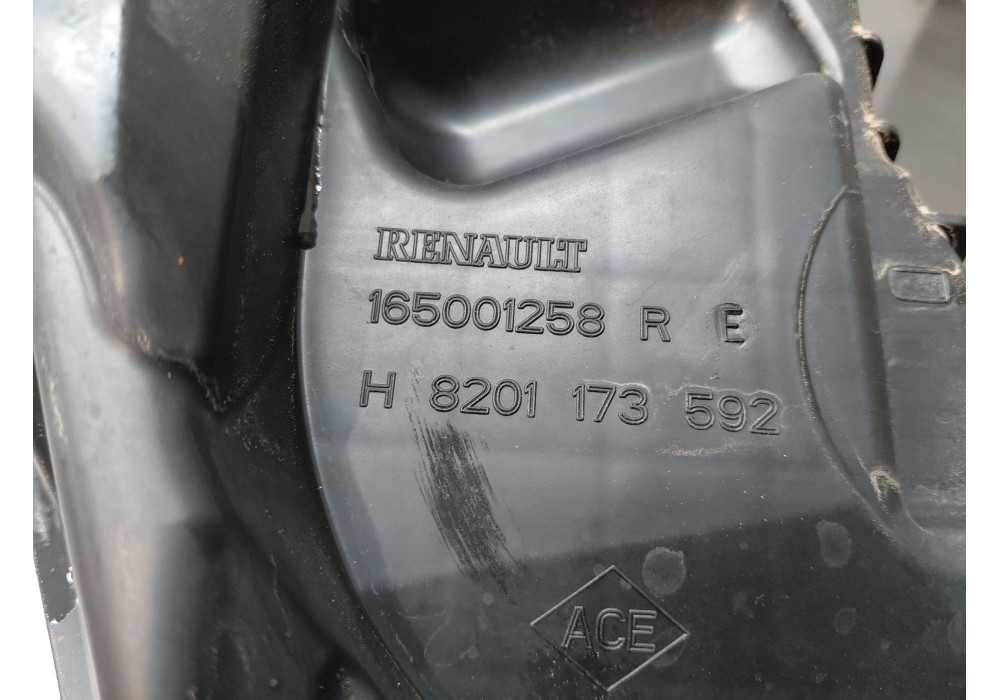 RENAULT
165001258 R E
H 8201 173 592
ACE